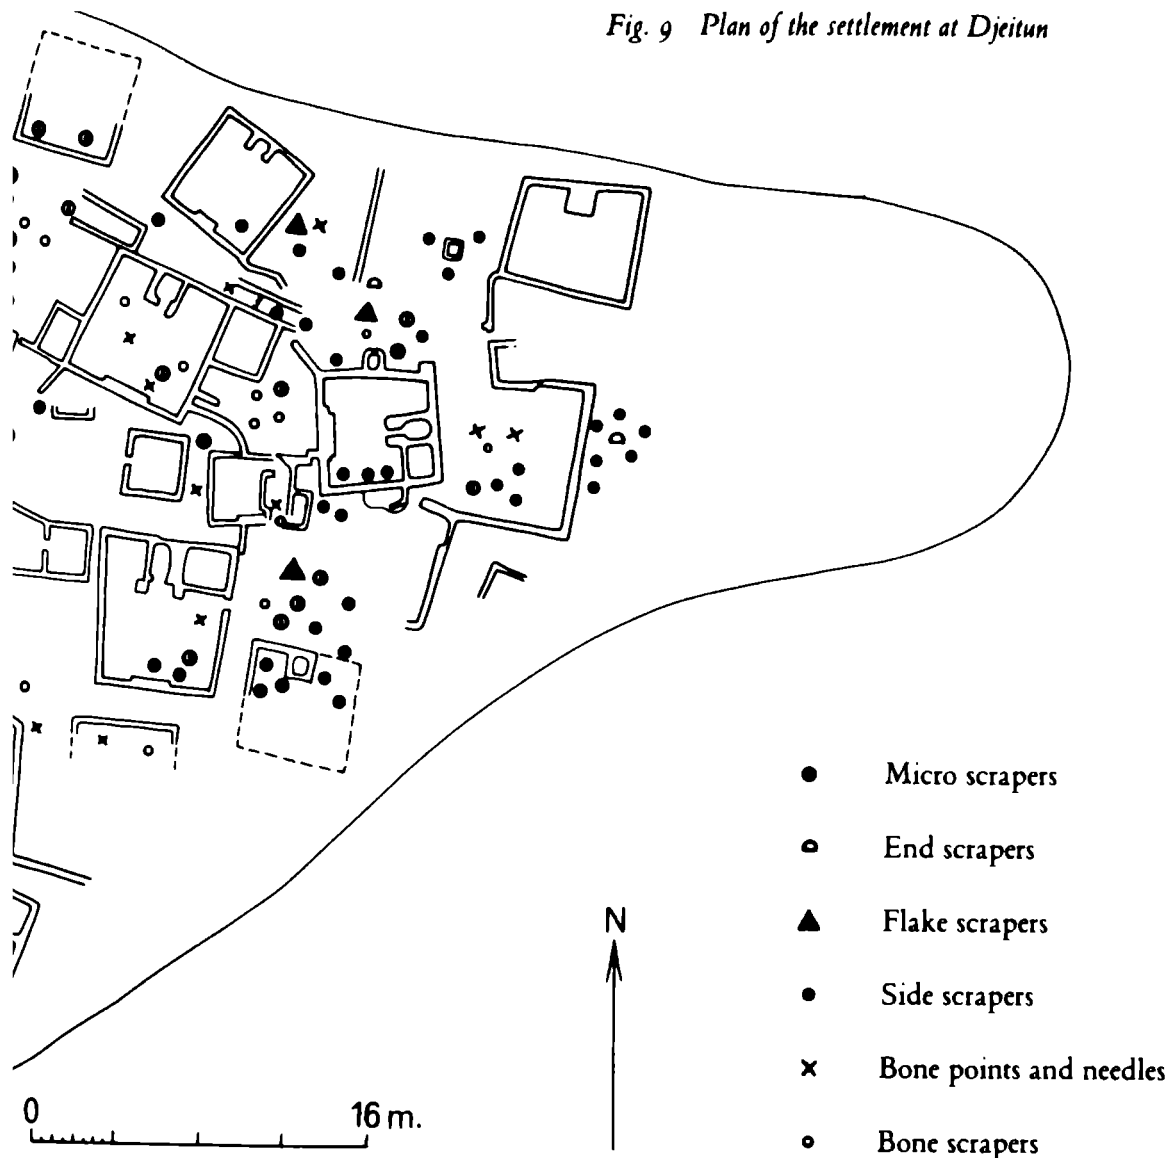 Fig. 9 Plan of the settlement at Djeitun
Micro scrapers
End scrapers
Flake scrapers
N
Side scrapers
Bone points and needles
0 16 m.
Bone scrapers